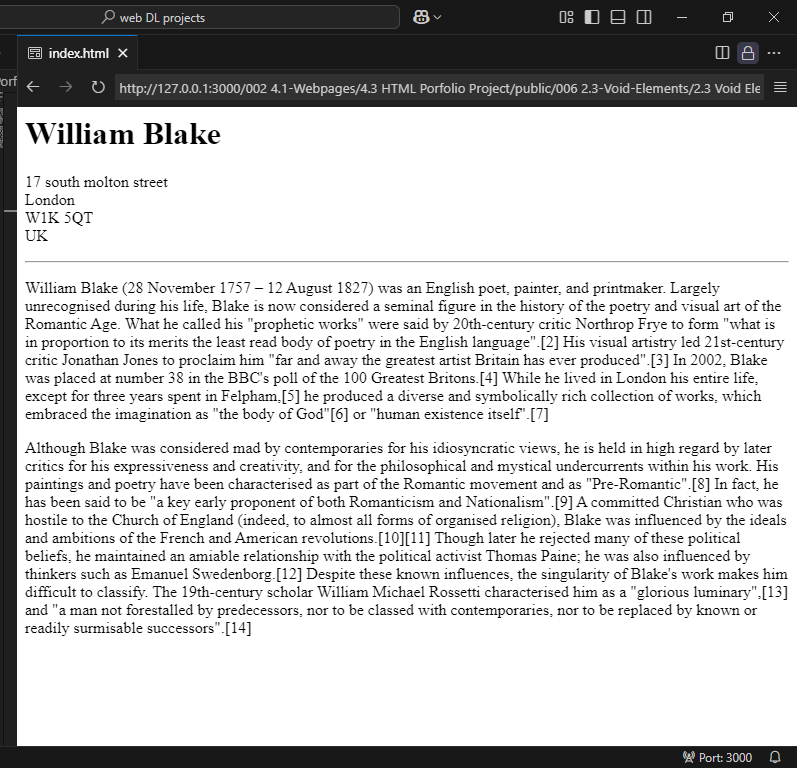 web DL projects
index.html
orf
http://127.0.0.1:3000/002 4.1-Webpages/4.3 HTML Porfolio Project/public/006 2.3-Void-Elements/2.3 Void Ele
William Blake
17 south molton street
London
W1K 5QT
UK
William Blake (28 November 1757 – 12 August 1827) was an English poet, painter, and printmaker. Largely
unrecognised during his life, Blake is now considered a seminal figure in the history of the poetry and visual art of the
Romantic Age. What he called his "prophetic works" were said by 20th-century critic Northrop Frye to form "what is
in proportion to its merits the least read body of poetry in the English language".[2] His visual artistry led 21st-century
critic Jonathan Jones to proclaim him "far and away the greatest artist Britain has ever produced".[3] In 2002, Blake
was placed at number 38 in the BBC's poll of the 100 Greatest Britons.[4] While he lived in London his entire life,
except for three years spent in Felpham,[5] he produced a diverse and symbolically rich collection of works, which
embraced the imagination as "the body of God"[6] or "human existence itself".[7]
Although Blake was considered mad by contemporaries for his idiosyncratic views, he is held in high regard by later
critics for his expressiveness and creativity, and for the philosophical and mystical undercurrents within his work. His
paintings and poetry have been characterised as part of the Romantic movement and as "Pre-Romantic".[8] In fact, he
has been said to be "a key early proponent of both Romanticism and Nationalism".[9] A committed Christian who was
hostile to the Church of England (indeed, to almost all forms of organised religion), Blake was influenced by the ideals
and ambitions of the French and American revolutions.[10][11] Though later he rejected many of these political
beliefs, he maintained an amiable relationship with the political activist Thomas Paine; he was also influenced by
thinkers such as Emanuel Swedenborg.[12] Despite these known influences, the singularity of Blake's work makes him
difficult to classify. The 19th-century scholar William Michael Rossetti characterised him as a "glorious luminary",[13]
and "a man not forestalled by predecessors, nor to be classed with contemporaries, nor to be replaced by known or
readily surmisable successors".[14]
Port: 3000